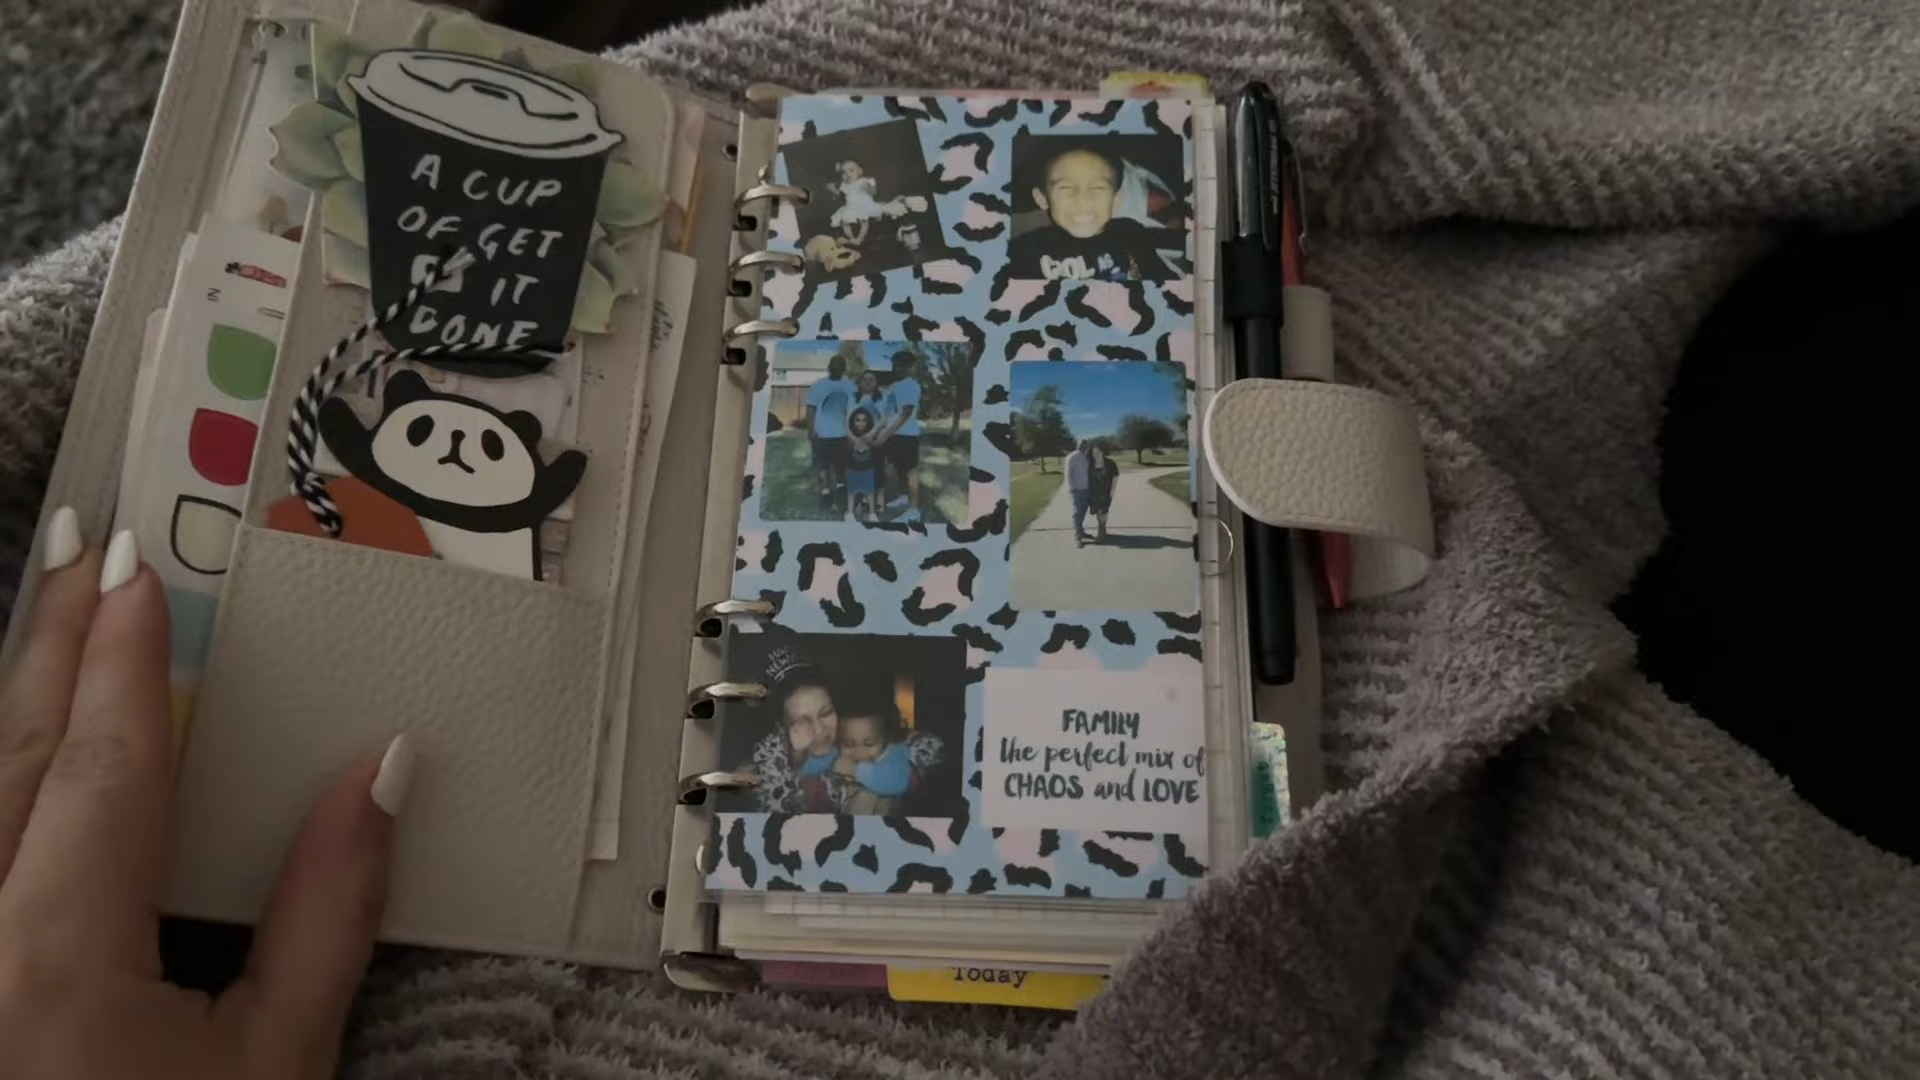 A CUP
OF GET
IT
DONE
FAMILY
the perfect mix of
CHAOS and LOVE
Today